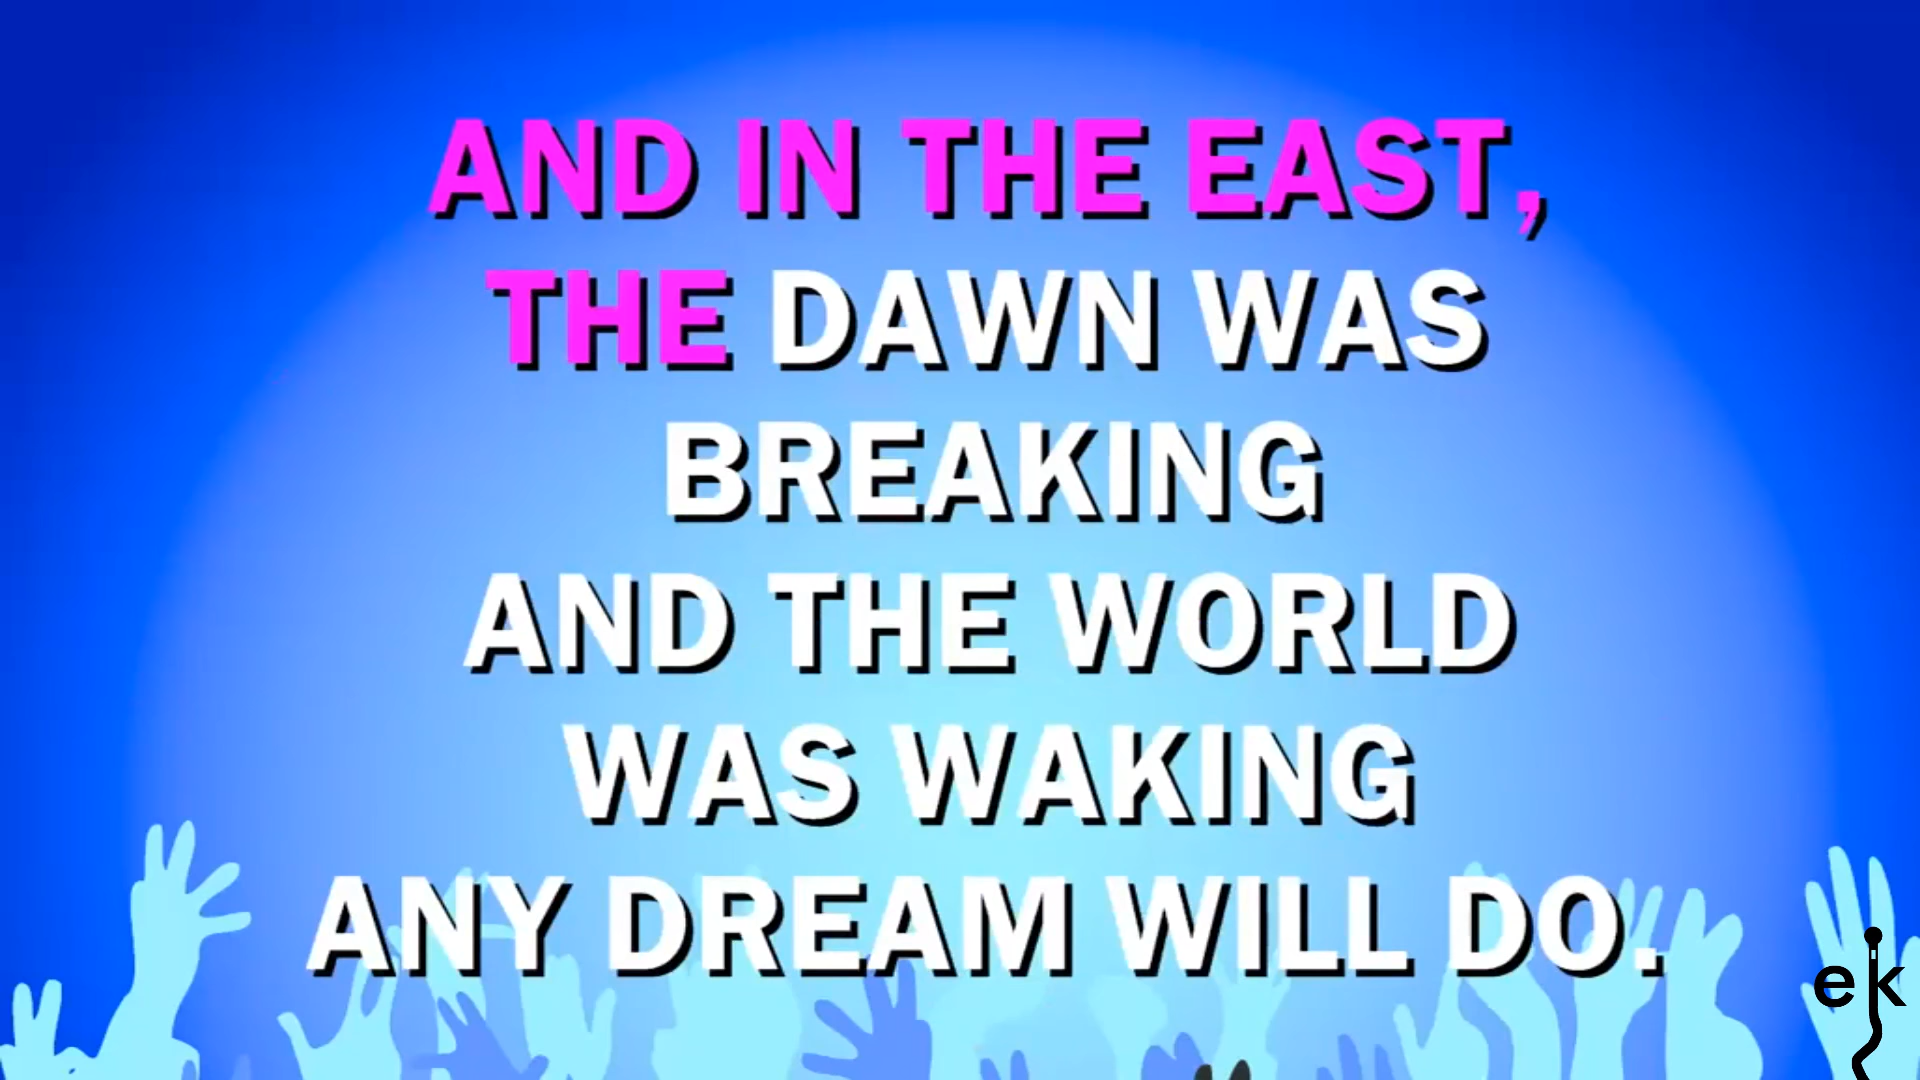 AND IN THE EAST,
THE DAWN WAS
BREAKING
AND THE WORLD
WAS WAKING
ANY DREAM WILL DO.
ek